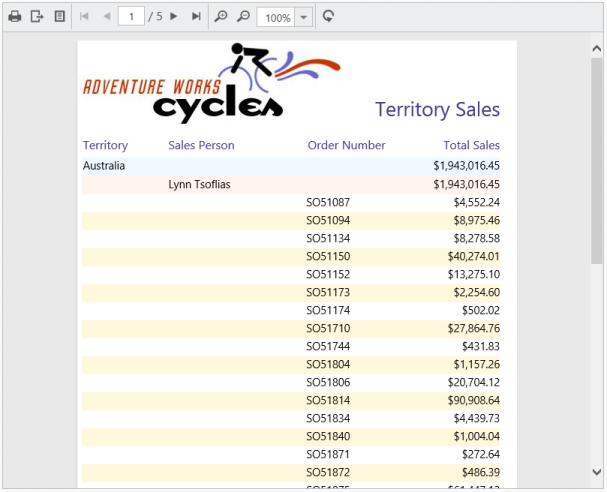 1 / 5 100%
ADVENTURE WORKS
cycles
Territory Sales
Territory Sales Person Order Number Total Sales
Australia $1,943,016.45
Lynn Tsoflias $1,943,016.45
SO51087 $4,552.24
SO51094 $8,975.46
SO51134 $8,278.58
SO51150 $40,274.01
SO51152 $13,275.10
SO51173 $2,254.60
SO51174 $502.02
SO51710 $27,864.76
SO51744 $431.83
SO51804 $1,157.26
SO51806 $20,704.12
SO51814 $90,908.64
SO51834 $4,439.73
SO51840 $1,004.04
SO51871 $272.64
SO51872 $486.39